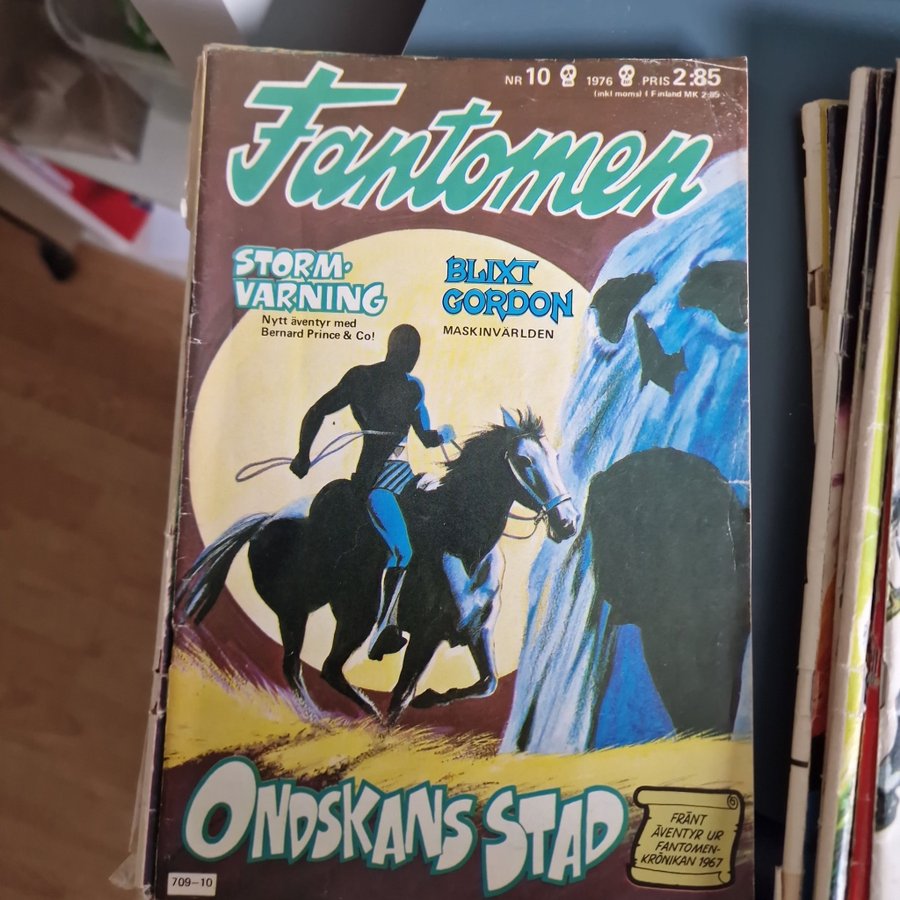 NR 10 1976 PRIS 2:85
(inkl moms) I Finland MK 2:85
Fantomen
STORM-
VARNING
Nytt äventyr med
Bernard Prince & Co!
BLIXT
GORDON
MASKINVÄRLDEN
ONDSKANS STAD
6
FRÄNT
ÄVENTYR UR
FANTOMEN-
KRÖNIKAN 1967
709-10